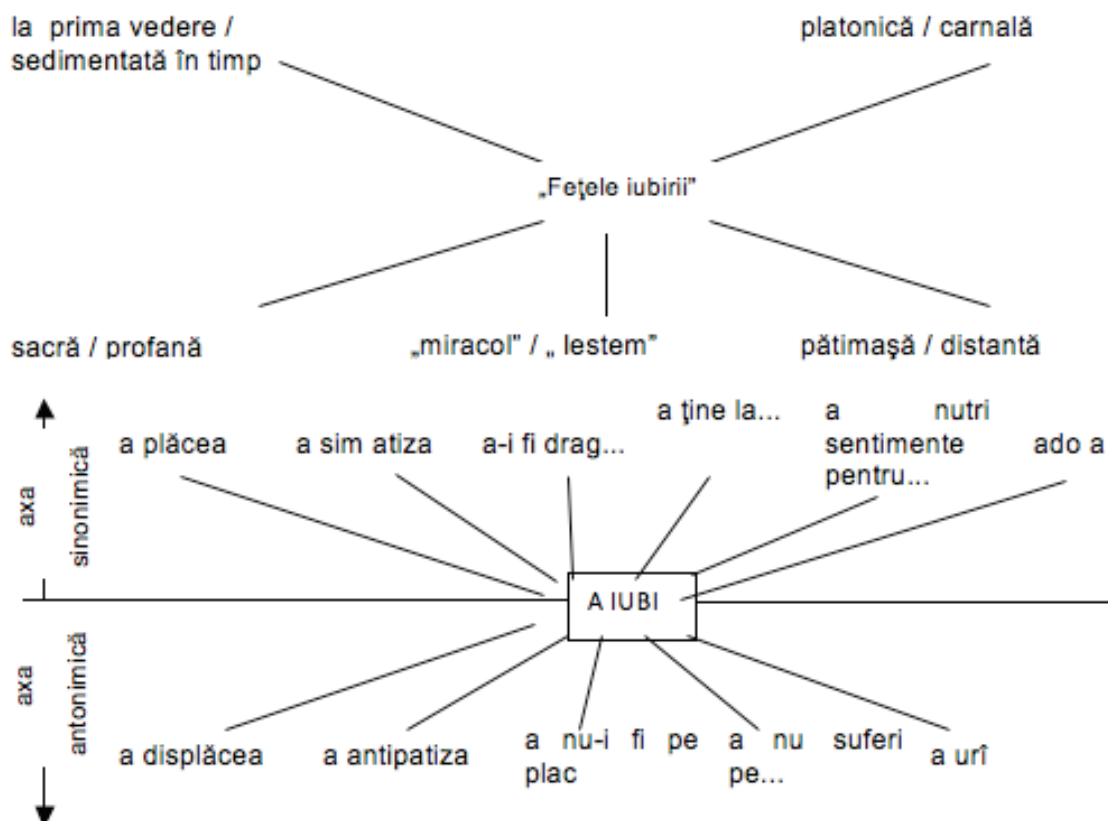 la prima vedere /
sedimentată în timp
platonică / carnală
„Feţele iubirii”
sacră / profană
„miracol” / „ lestem”
pătimaşă / distantă
a ţine la...
a nutri
sentimente
pentru...
a plăcea
a sim atiza
a-i fi drag...
ado a
axa
sinonimică
A IUBI
axa
antonimică
a displăcea
a antipatiza
a nu-i fi pe
plac
a nu suferi
pe...
a urî